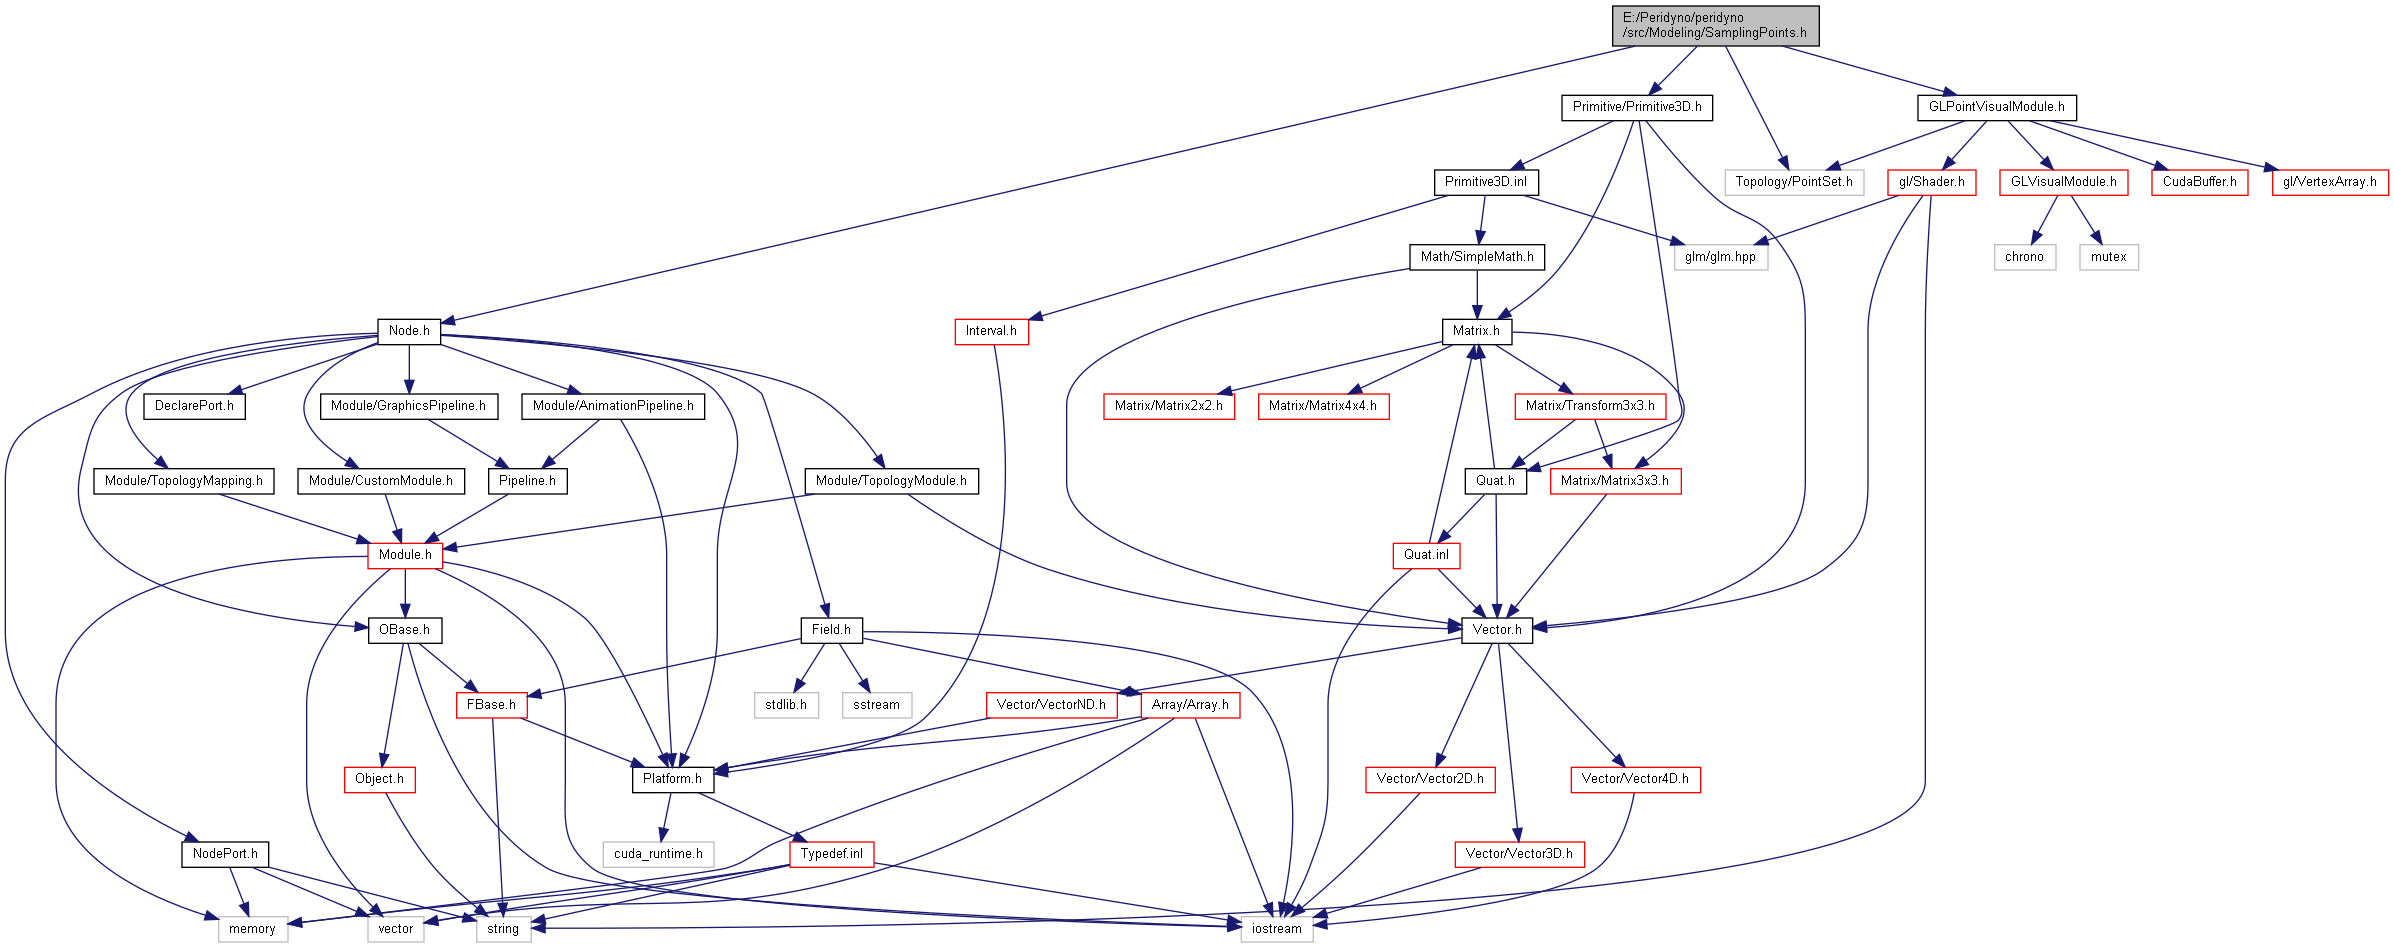 E:/Peridyno/peridyno
/src/Modeling/SamplingPoints.h
Primitive/Primitive3D.h
GLPointVisualModule.h
Primitive3D.inl
Topology/PointSet.h
gl/Shader.h
GLVisualModule.h
CudaBuffer.h
gl/VertexArray.h
Math/SimpleMath.h
glm/glm.hpp
chrono
mutex
Node.h
Interval.h
Matrix.h
DeclarePort.h
Module/GraphicsPipeline.h
Module/AnimationPipeline.h
Matrix/Matrix2x2.h
Matrix/Matrix4x4.h
Matrix/Transform3x3.h
Module/TopologyMapping.h
Module/CustomModule.h
Pipeline.h
Module/TopologyModule.h
Quat.h
Matrix/Matrix3x3.h
Module.h
Quat.inl
OBase.h
Field.h
Vector.h
FBase.h
stdlib.h
sstream
Vector/VectorND.h
Array/Array.h
Object.h
Platform.h
Vector/Vector2D.h
Vector/Vector4D.h
NodePort.h
cuda_runtime.h
Typedef.inl
Vector/Vector3D.h
memory
vector
string
iostream